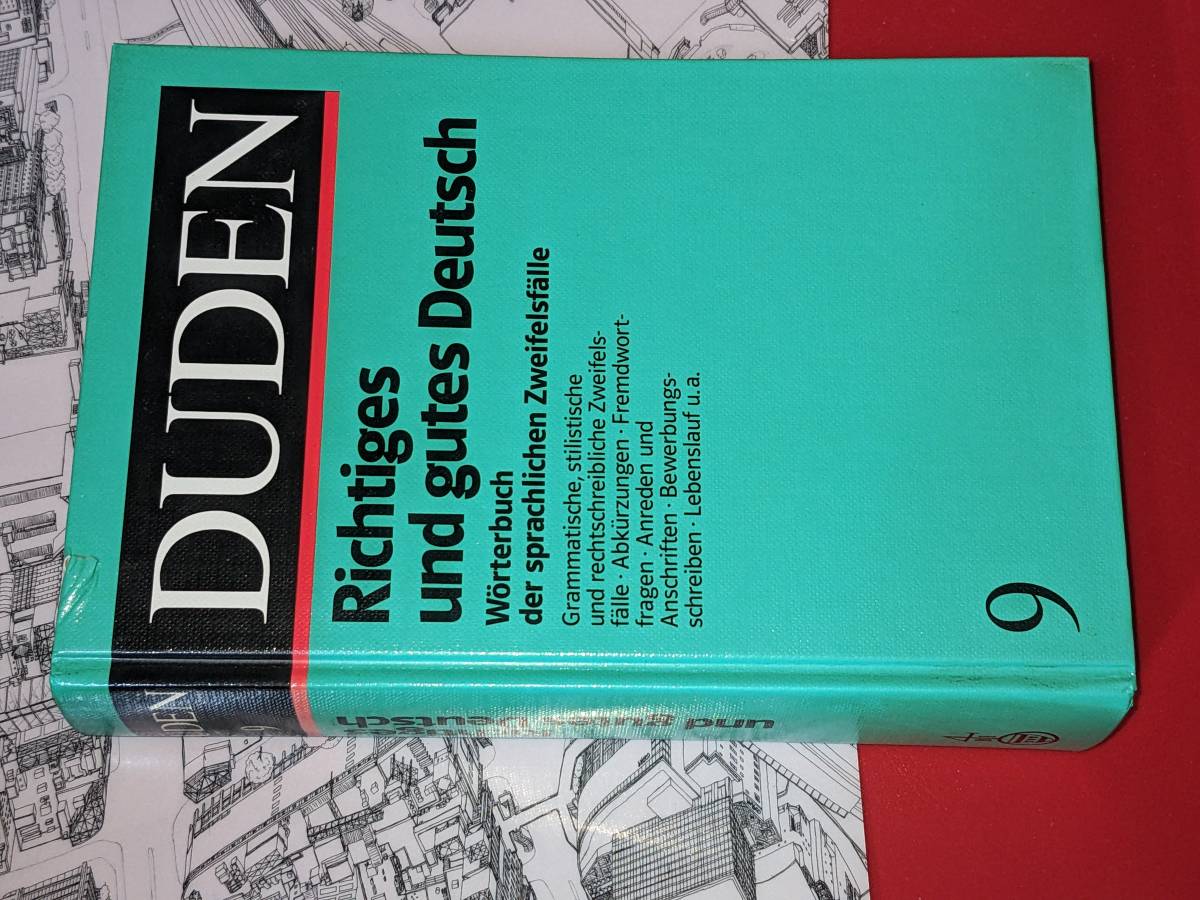 DUDEN
Richtiges
und gutes Deutsch
Wörterbuch
der sprachlichen Zweifelsfälle
Grammatische, stilistische
und rechtschreibliche Zweifels-
fälle · Abkürzungen · Fremdwort-
fragen · Anreden und
Anschriften · Bewerbungs-
schreiben · Lebenslauf u. a.
9
und gutes Deutsch